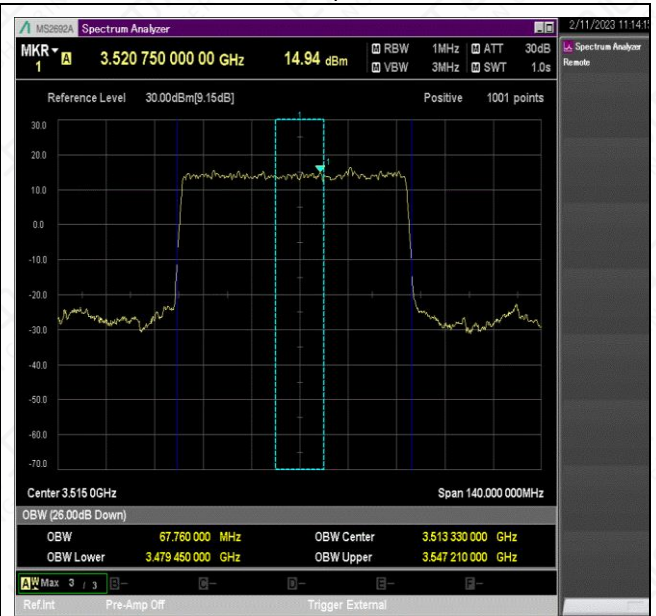 MS2692A Spectrum Analyzer
2/11/2023 11:14:15
MKR A 3.520 750 000 00 GHz 14.94 dBm M RBW 1MHz M ATT 30dB
1 M VBW 3MHz M SWT 1.0s
Spectrum Analyzer
Remote
Reference Level 30.00dBm[9.15dB] Positive 1001 points
1
30.0
20.0
1
10.0
0.0
-10.0
-20.0
-30.0
-40.0
-50.0
-60.0
-70.0
Center 3.515 0GHz Span 140.000 000MHz
OBW (26.00dB Down)
OBW 67.760 000 MHz OBW Center 3.513 330 000 GHz
OBW Lower 3.479 450 000 GHz OBW Upper 3.547 210 000 GHz
A W Max 3 / 3 B- C- D- E- F-
Ref.Int Pre-Amp Off Trigger External